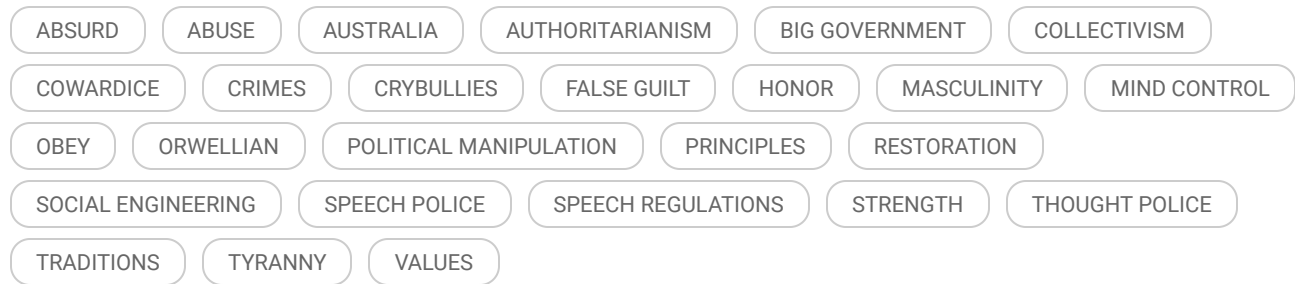 ABSURD ABUSE AUSTRALIA AUTHORITARIANISM BIG GOVERNMENT COLLECTIVISM
COWARDICE CRIMES CRYBULLIES FALSE GUILT HONOR MASCULINITY MIND CONTROL
OBEY ORWELLIAN POLITICAL MANIPULATION PRINCIPLES RESTORATION
SOCIAL ENGINEERING SPEECH POLICE SPEECH REGULATIONS STRENGTH THOUGHT POLICE
TRADITIONS TYRANNY VALUES